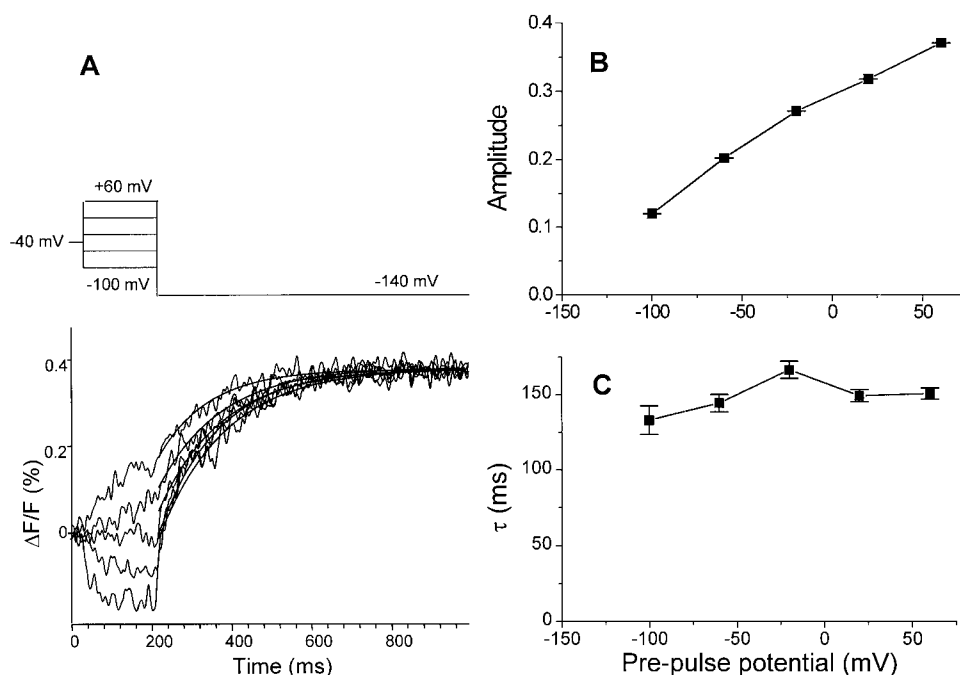 A
+60 mV
-40 mV
-100 mV
-140 mV
0.4
0.2
0
ΔF/F (%)
0
200
400
600
800
Time (ms)
B
0.4
0.3
0.2
0.1
0.0
Amplitude
-150
-100
-50
0
50
C
150
100
50
0
τ (ms)
-150
-100
-50
0
50
Pre-pulse potential (mV)